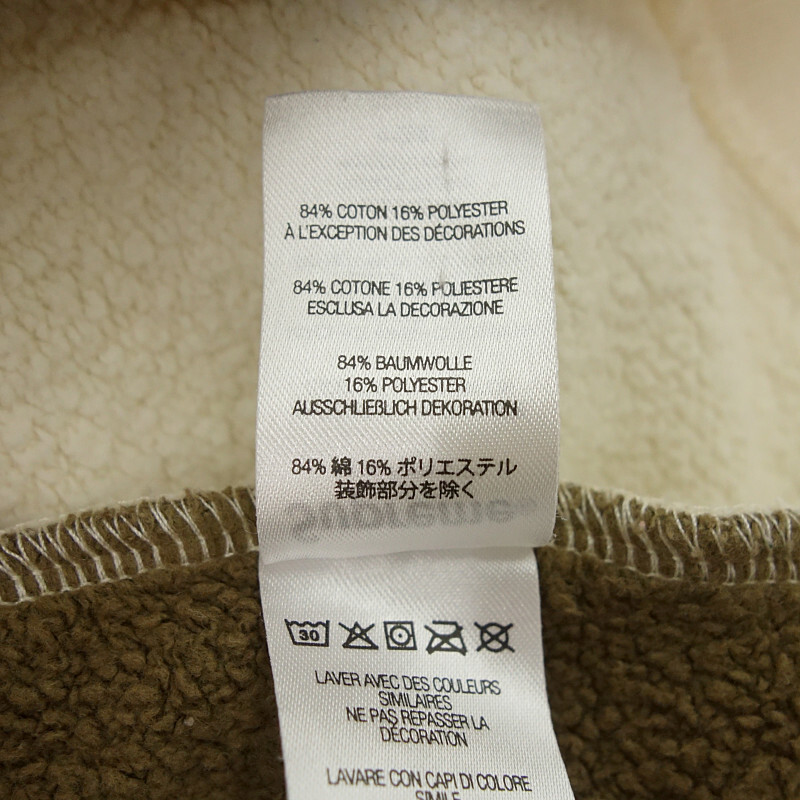 84% COTON 16% POLYESTER
À L'EXCEPTION DES DÉCORATIONS
84% COTONE 16% POLIESTERE
ESCLUSA LA DECORAZIONE
84% BAUMWOLLE
16% POLYESTER
AUSSCHLIEßLICH DEKORATION
84% 綿 16% ポリエステル
装飾部分を除く
Supreme
30
LAVER AVEC DES COULEURS
SIMILAIRES
NE PAS REPASSER LA
DÉCORATION
LAVARE CON CAPI DI COLORE
SIMILE